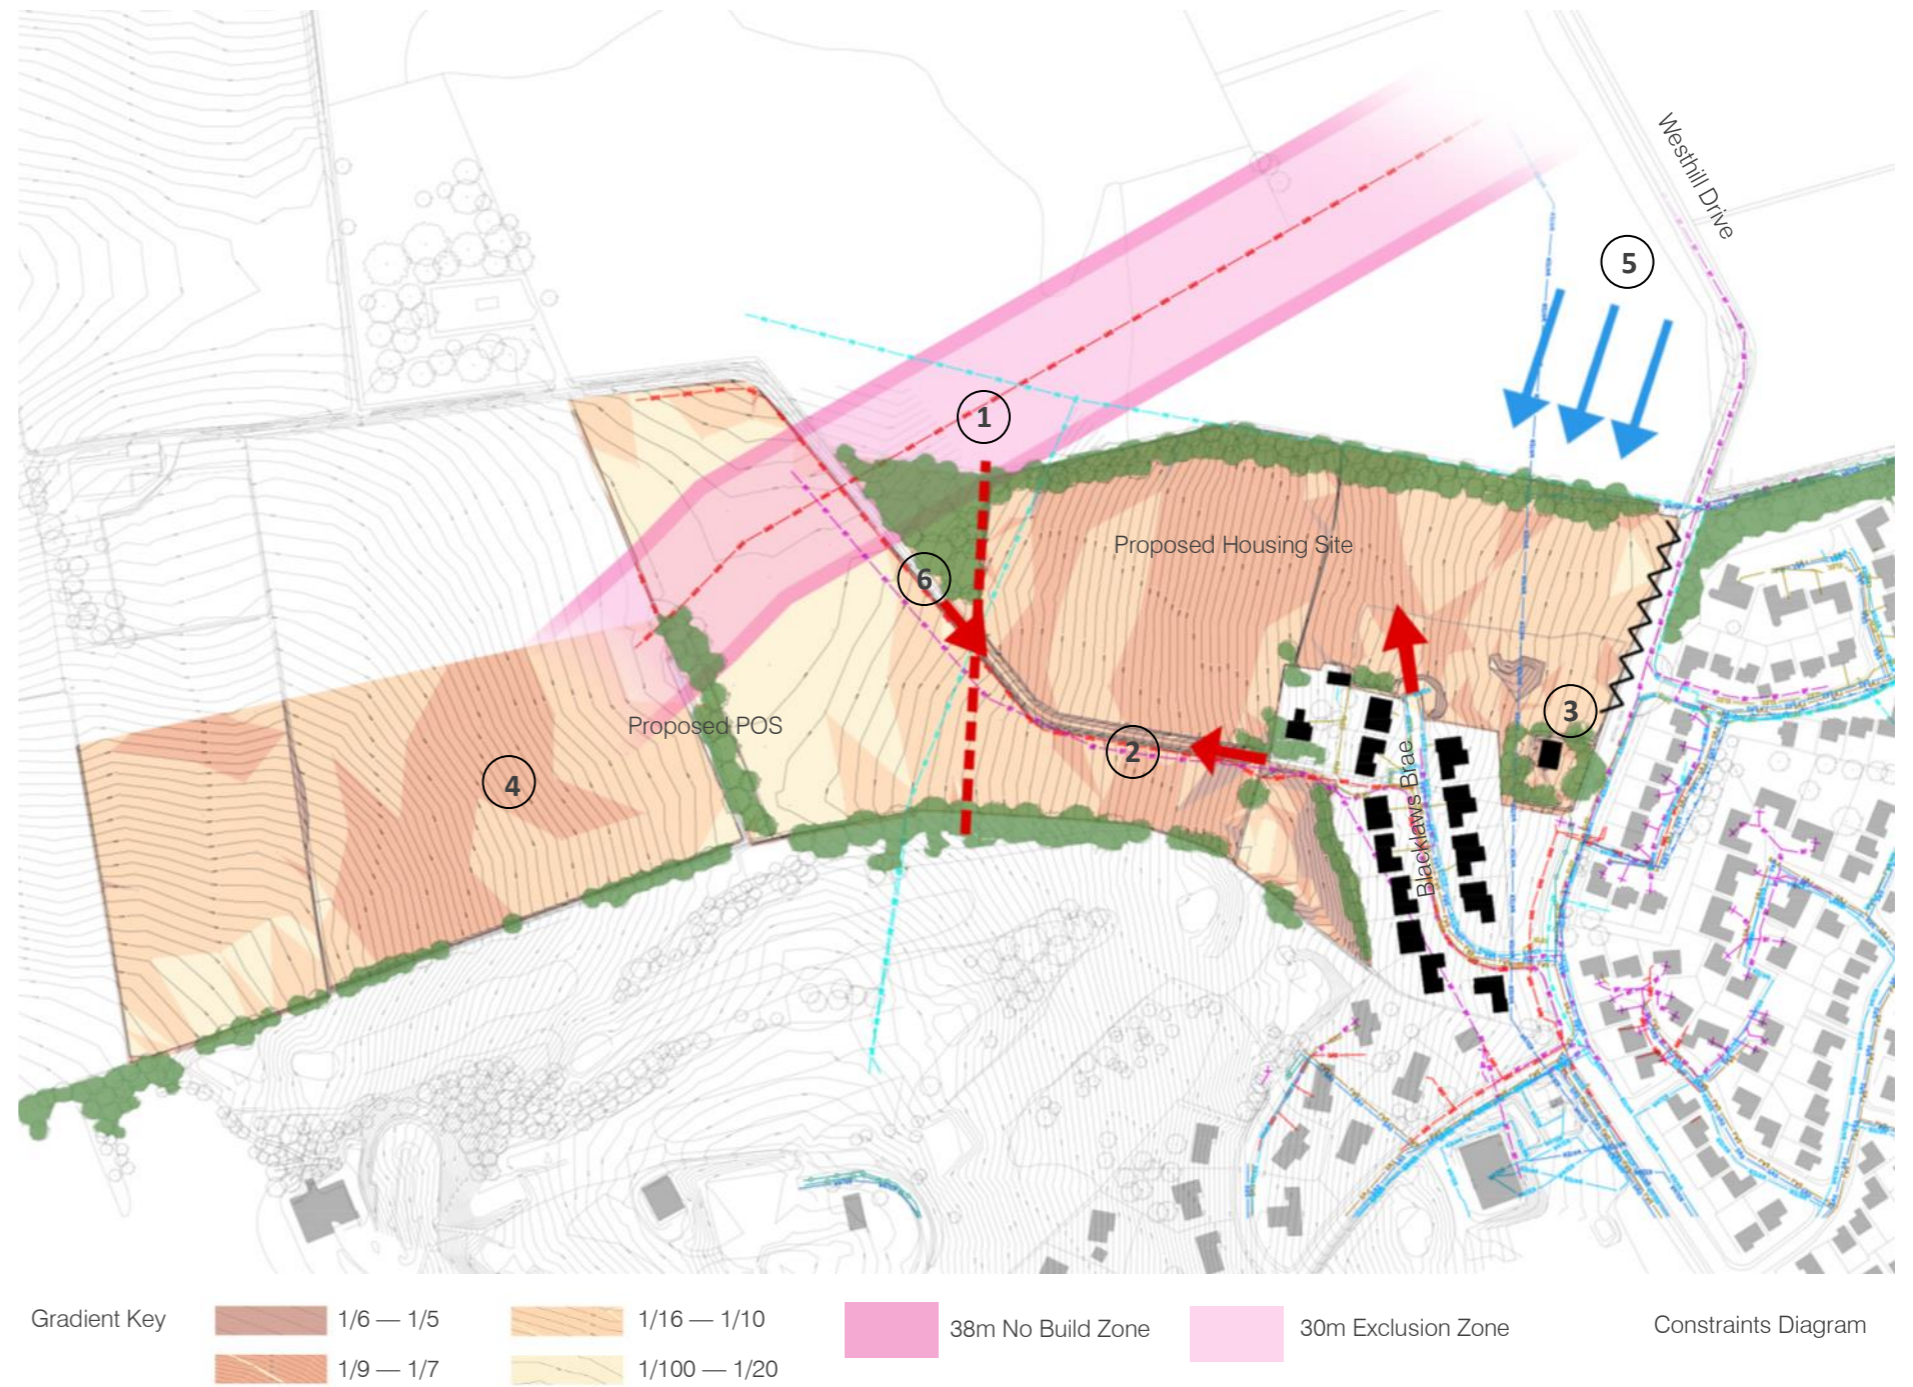 Westhill Drive
5
1
Proposed Housing Site
6
3
Proposed POS
2
4
Blacklaws Brae
Gradient Key
1/6 — 1/5
1/16 — 1/10
38m No Build Zone
30m Exclusion Zone
Constraints Diagram
1/9 — 1/7
1/100 — 1/20